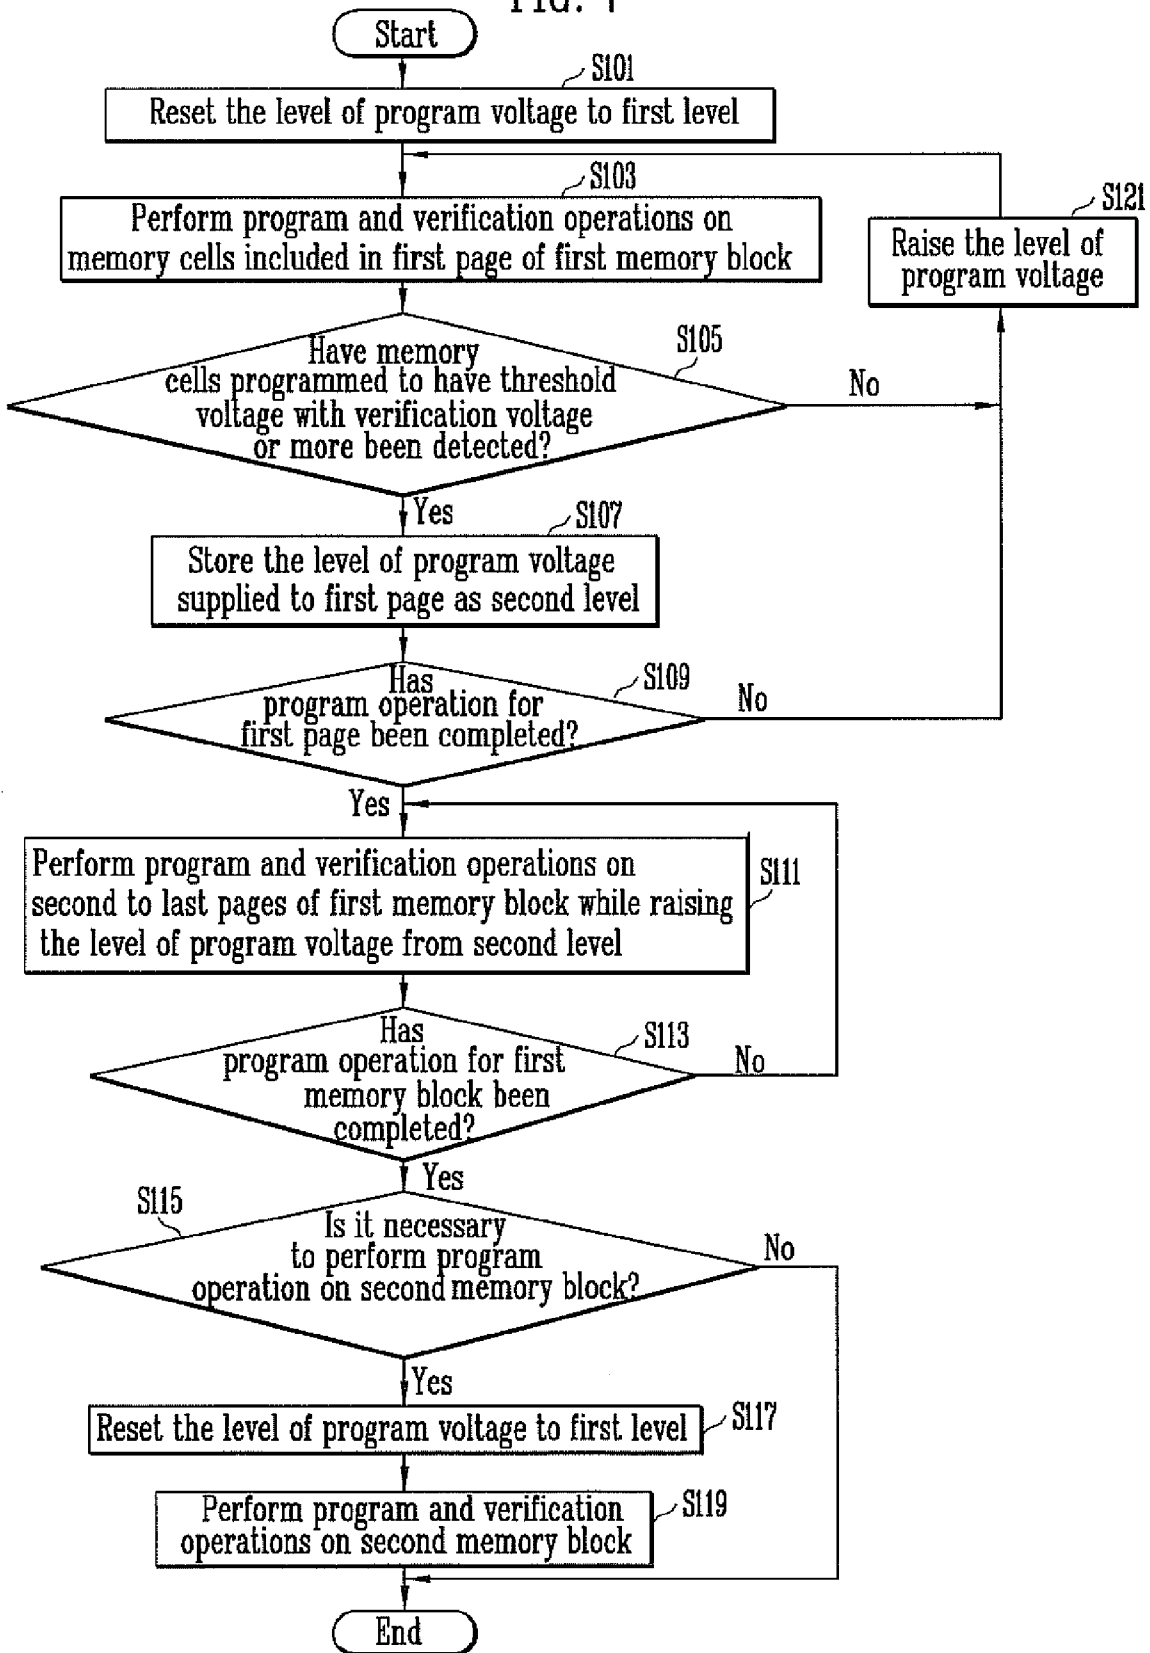 Start
S101
Reset the level of program voltage to first level
S103
Perform program and verification operations on
memory cells included in first page of first memory block
S121
Raise the level of
program voltage
S105
Have memory
cells programmed to have threshold
voltage with verification voltage
or more been detected?
No
Yes
S107
Store the level of program voltage
supplied to first page as second level
S109
Has
program operation for
first page been completed?
No
Yes
S111
Perform program and verification operations on
second to last pages of first memory block while raising
the level of program voltage from second level
S113
Has
program operation for first
memory block been
completed?
No
Yes
S115
Is it necessary
to perform program
operation on second memory block?
No
Yes
S117
Reset the level of program voltage to first level
S119
Perform program and verification
operations on second memory block
End